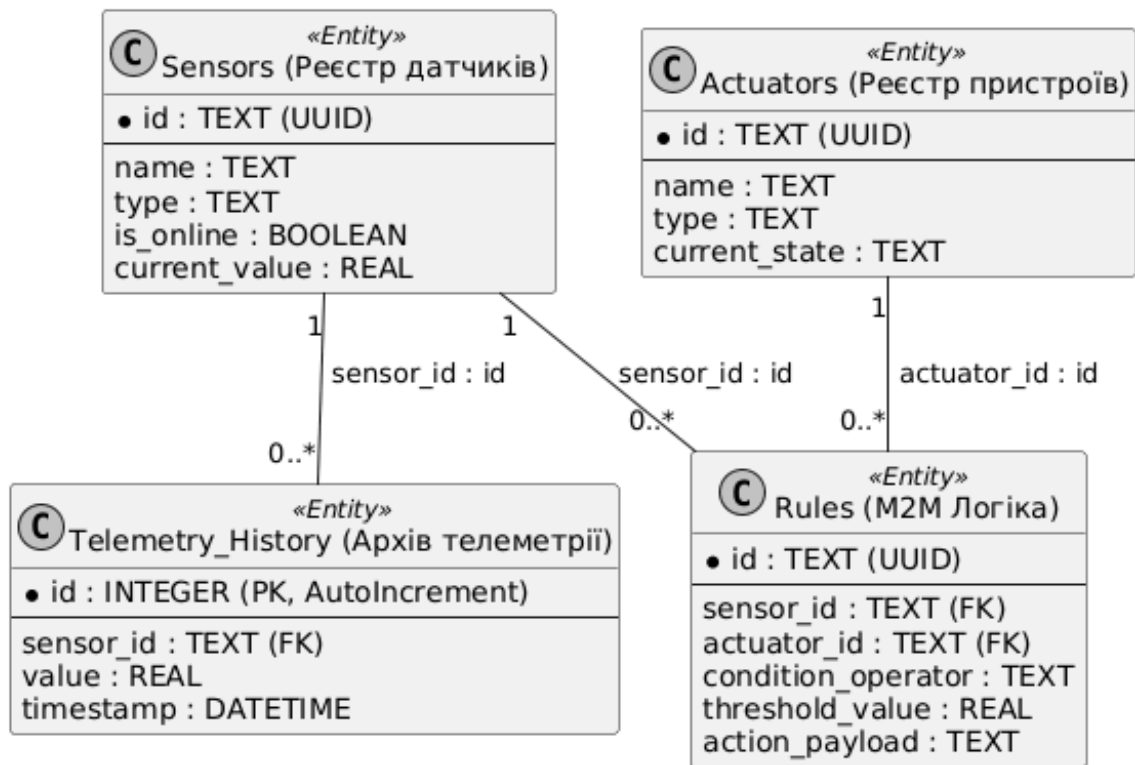 «Entity»
C Sensors (Реєстр датчиків)
id : TEXT (UUID)
name : TEXT
type : TEXT
is_online : BOOLEAN
current_value : REAL
«Entity»
C Actuators (Реєстр пристроїв)
id : TEXT (UUID)
name : TEXT
type : TEXT
current_state : TEXT
1
sensor_id : id
0..*
1
sensor_id : id
0..*
1
actuator_id : id
0..*
«Entity»
C Telemetry_History (Архів телеметрії)
id : INTEGER (PK, AutoIncrement)
sensor_id : TEXT (FK)
value : REAL
timestamp : DATETIME
«Entity»
C Rules (M2M Логіка)
id : TEXT (UUID)
sensor_id : TEXT (FK)
actuator_id : TEXT (FK)
condition_operator : TEXT
threshold_value : REAL
action_payload : TEXT